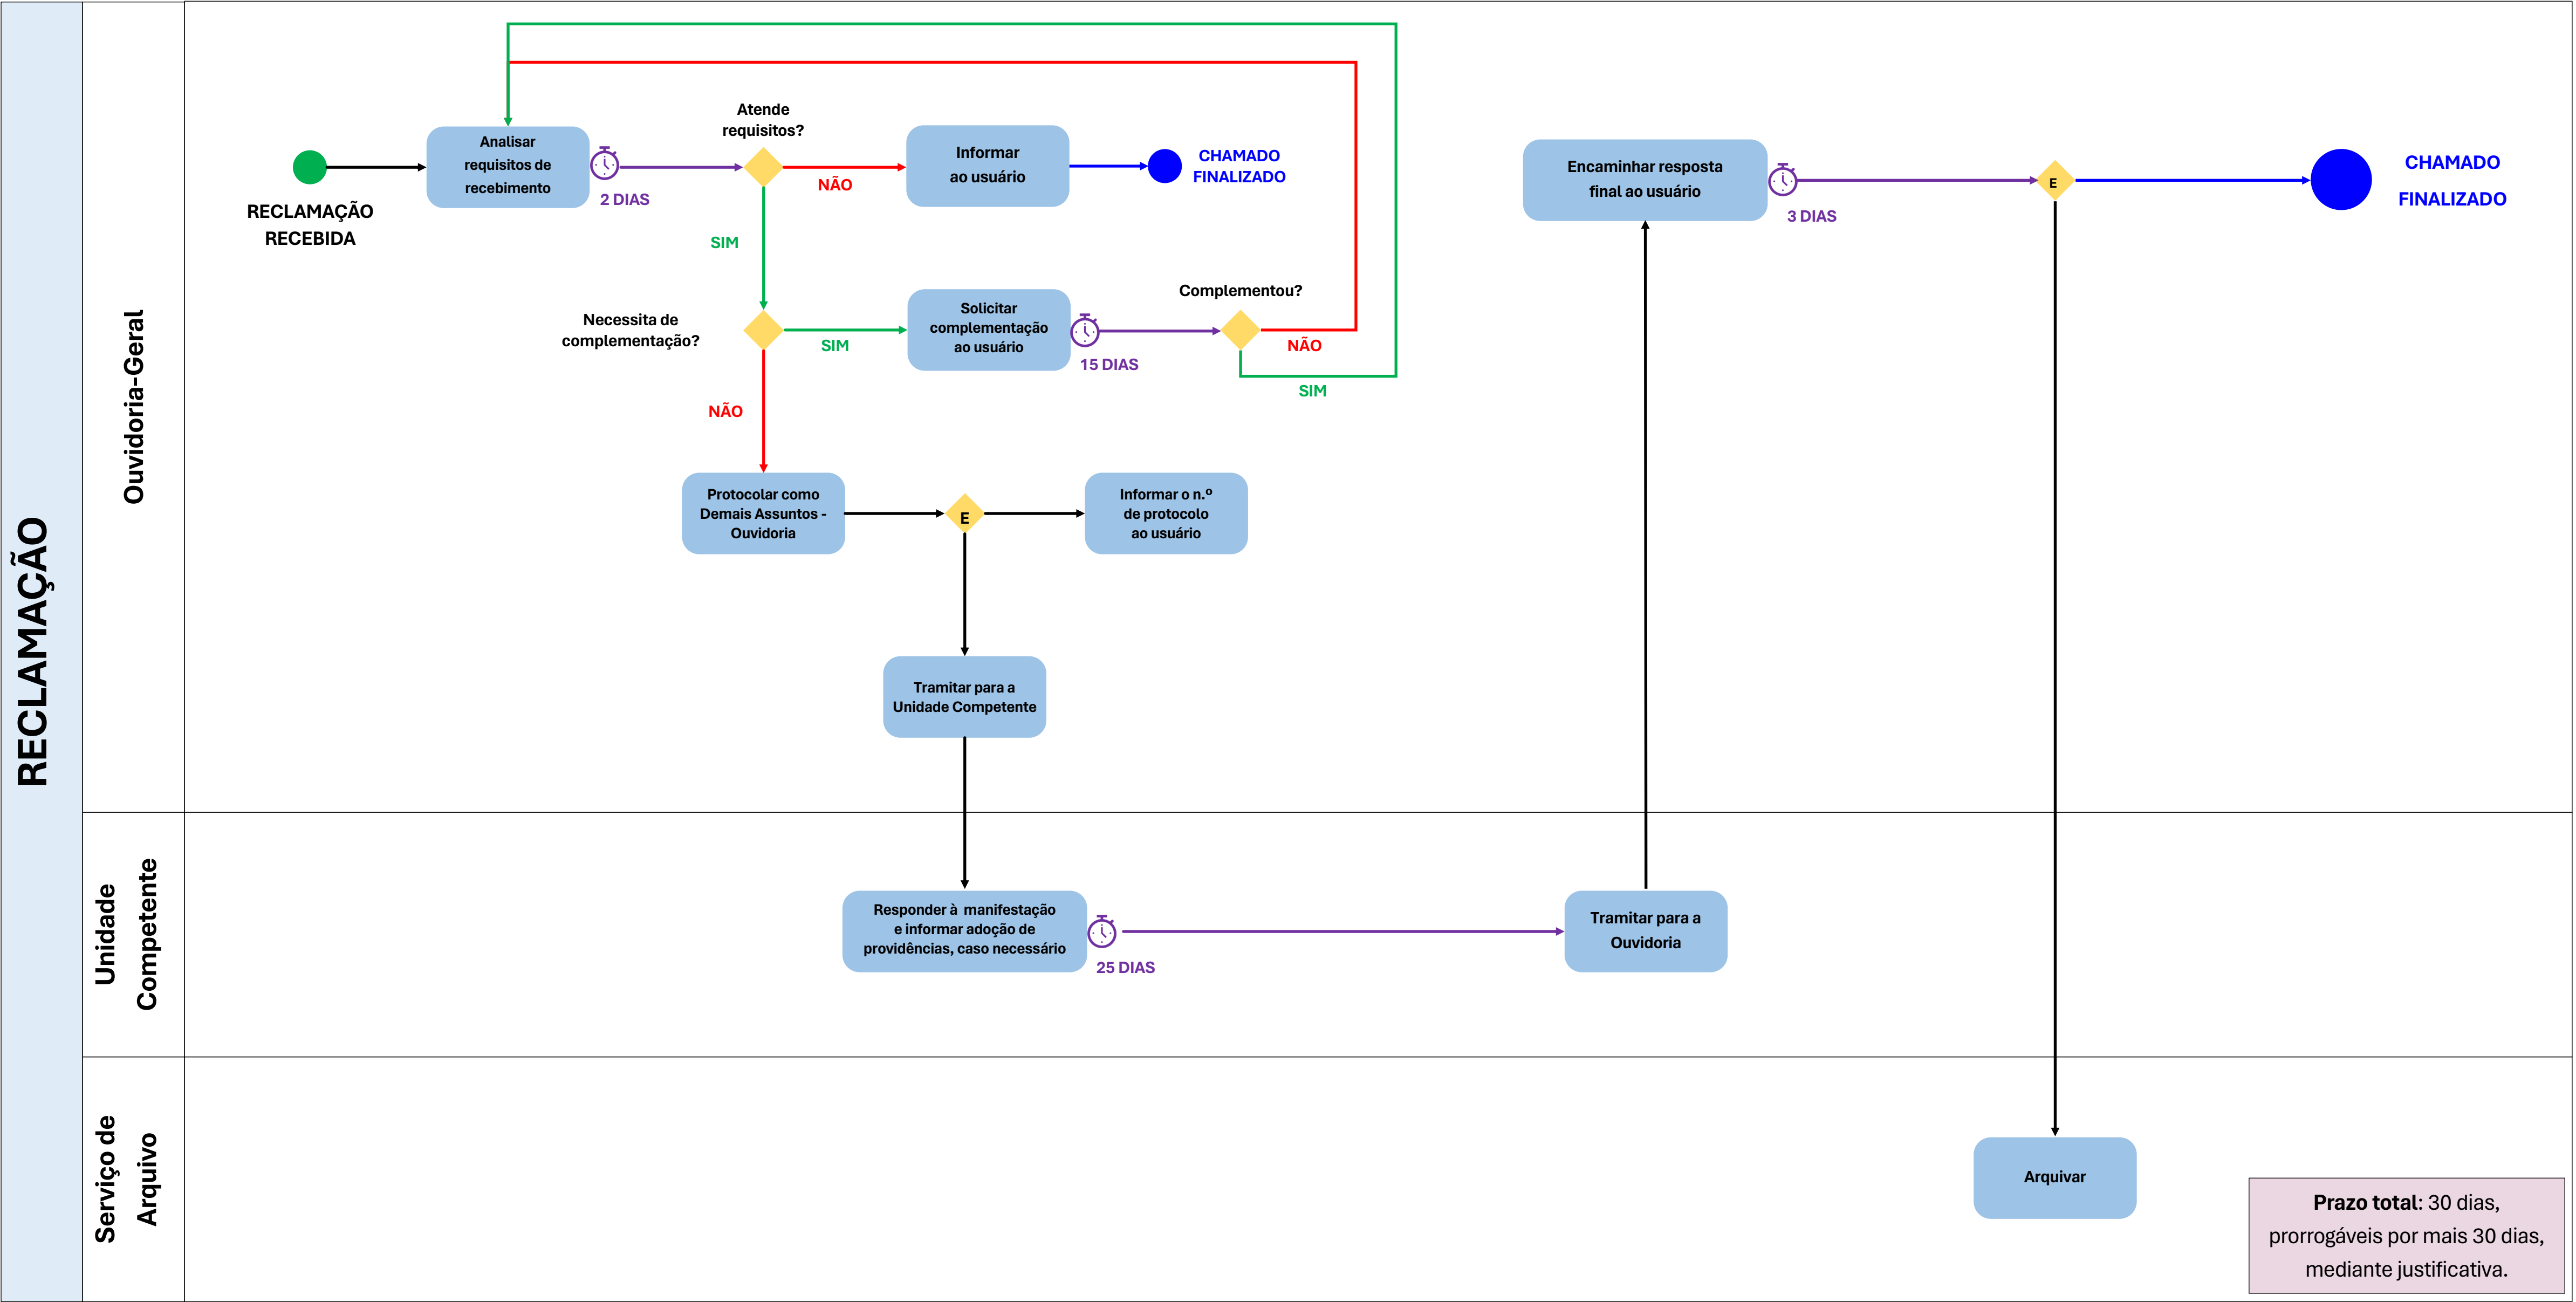 RECLAMAÇÃO
Ouvidoria-Geral
RECLAMAÇÃO
RECEBIDA
Analisar
requisitos de
recebimento
2 DIAS
Atende
requisitos?
NÃO
SIM
Informar
ao usuário
CHAMADO
FINALIZADO
Necessita de
complementação?
SIM
NÃO
Solicitar
complementação
ao usuário
15 DIAS
Complementou?
NÃO
SIM
Protocolar como
Demais Assuntos -
Ouvidoria
E
Informar o n.º
de protocolo
ao usuário
Tramitar para a
Unidade Competente
Encaminhar resposta
final ao usuário
3 DIAS
E
CHAMADO
FINALIZADO
Unidade
Competente
Responder à manifestação
e informar adoção de
providências, caso necessário
25 DIAS
Tramitar para a
Ouvidoria
Serviço de
Arquivo
Arquivar
Prazo total: 30 dias,
prorrogáveis por mais 30 dias,
mediante justificativa.